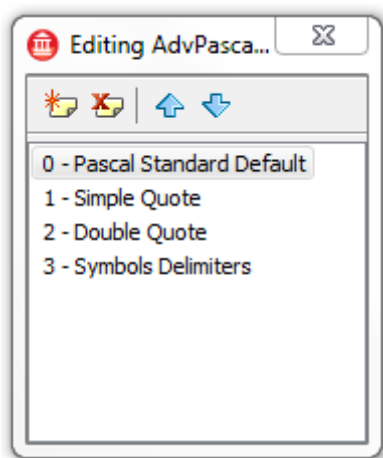 Editing AdvPasca...
0 - Pascal Standard Default
1 - Simple Quote
2 - Double Quote
3 - Symbols Delimiters